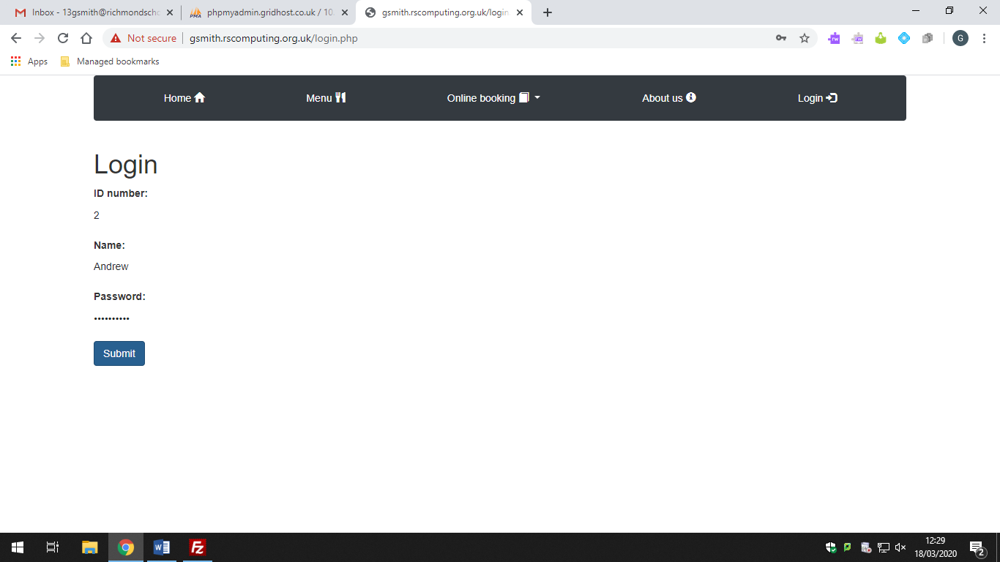 Inbox - 13gsmith@richmondscho
phpmyadmin.gridhost.co.uk / 10.
gsmith.rscomputing.org.uk/login.
Not secure gsmith.rscomputing.org.uk/login.php
G
Apps Managed bookmarks
Home Menu Online booking About us Login
Login
ID number:
2
Name:
Andrew
Password:
••••••••••
Submit
12:29
18/03/2020
2